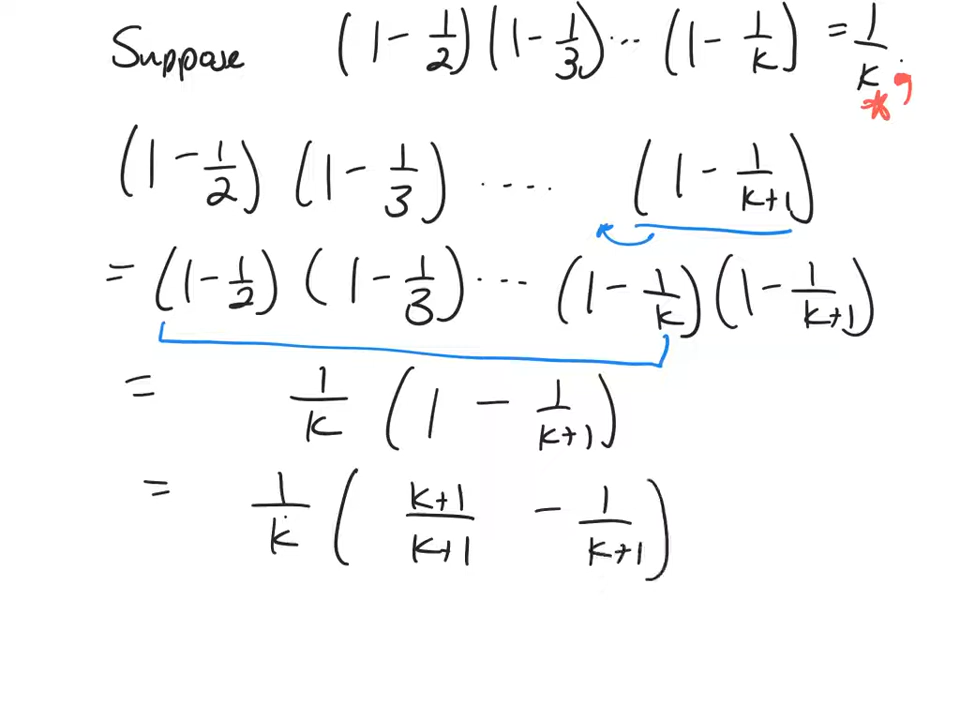 Suppose (1 - 1/2)(1 - 1/3) ... (1 - 1/k) = 1/k *,
(1 - 1/2) (1 - 1/3) ..... (1 - 1/k+1)
= (1 - 1/2) (1 - 1/3) ..... (1 - 1/k)(1 - 1/k+1)
= 1/k (1 - 1/k+1)
= 1/k (k+1/k+1 - 1/k+1)